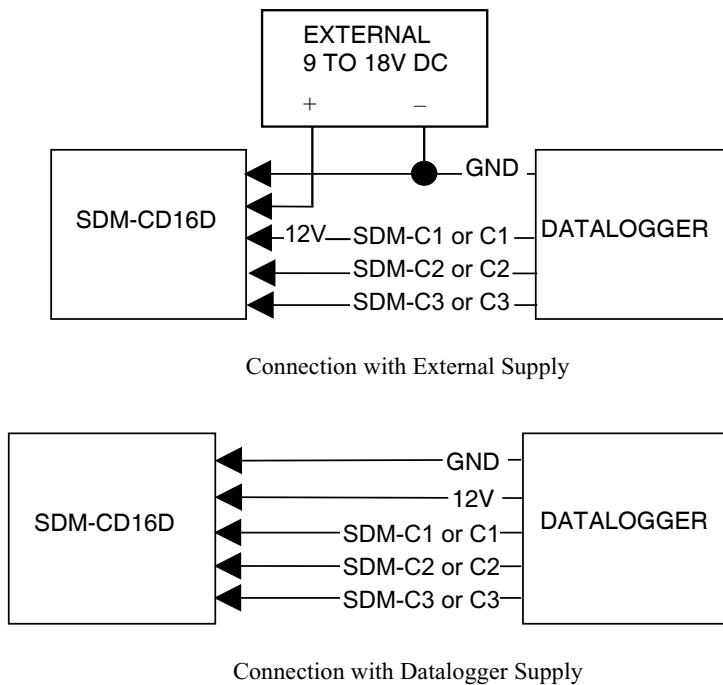 EXTERNAL
9 TO 18V DC
+ –
GND
SDM-CD16D
12V SDM-C1 or C1 DATALOGGER
SDM-C2 or C2
SDM-C3 or C3
Connection with External Supply
GND
12V
SDM-CD16D SDM-C1 or C1 DATALOGGER
SDM-C2 or C2
SDM-C3 or C3
Connection with Datalogger Supply